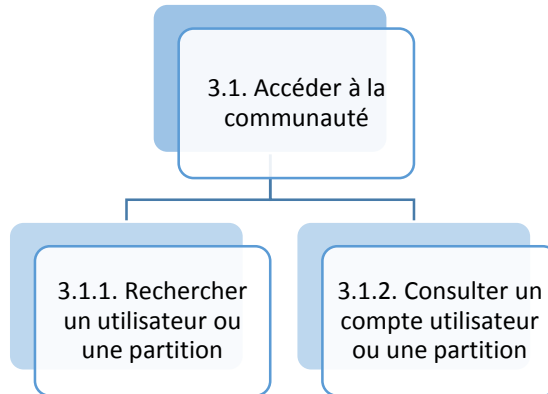 3.1. Accéder à la
communauté
3.1.1. Rechercher
un utilisateur ou
une partition
3.1.2. Consulter un
compte utilisateur
ou une partition